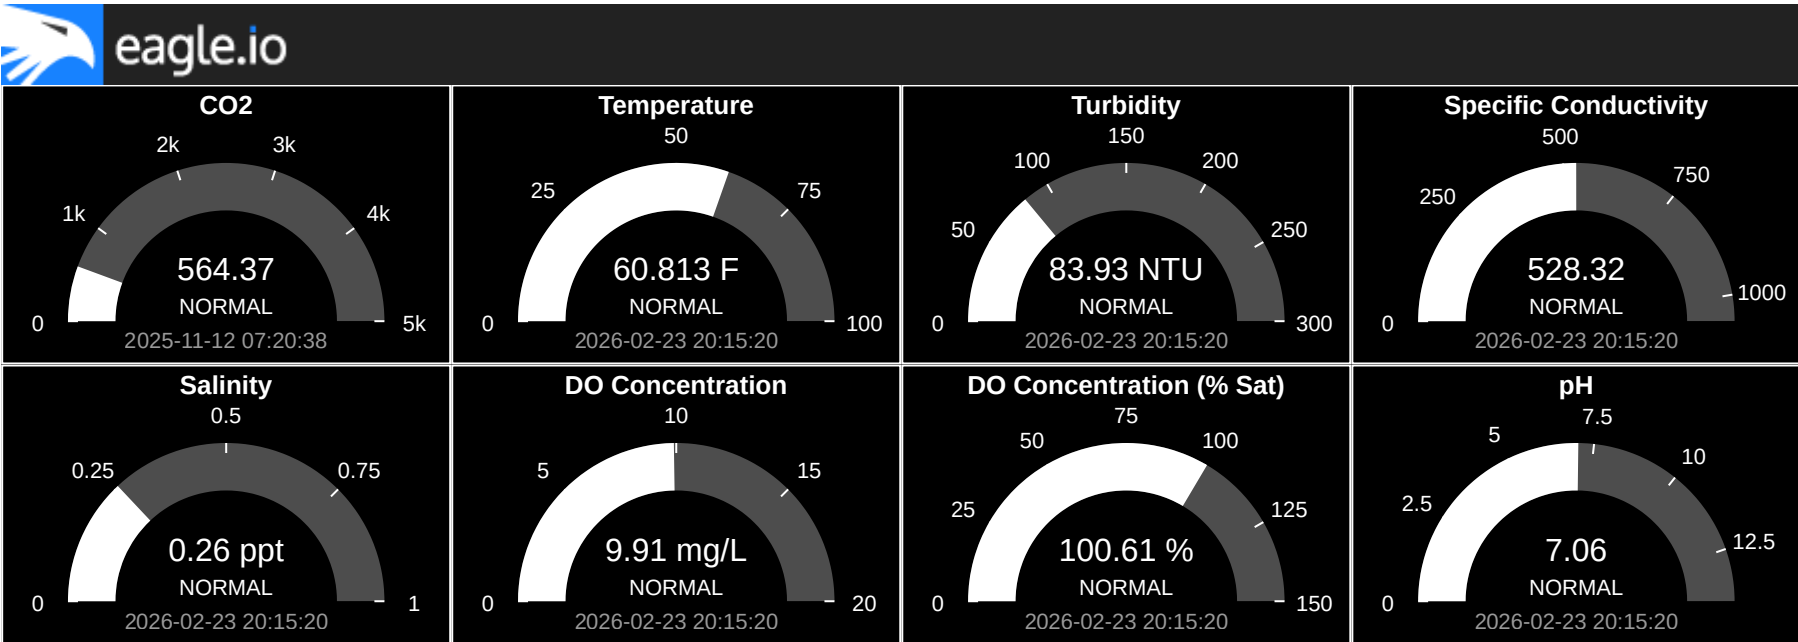 eagle.io
CO2
2k
3k
1k
4k
564.37
NORMAL
0
5k
2025-11-12 07:20:38
Temperature
50
25
75
60.813 F
NORMAL
0
100
2026-02-23 20:15:20
Turbidity
150
100
200
50
250
83.93 NTU
NORMAL
0
300
2026-02-23 20:15:20
Specific Conductivity
500
750
250
528.32
1000
NORMAL
0
2026-02-23 20:15:20
Salinity
0.5
0.25
0.75
0.26 ppt
NORMAL
0
1
2026-02-23 20:15:20
DO Concentration
10
5
15
9.91 mg/L
NORMAL
0
20
2026-02-23 20:15:20
DO Concentration (% Sat)
75
50
100
25
125
100.61 %
NORMAL
0
150
2026-02-23 20:15:20
pH
7.5
5
10
2.5
12.5
7.06
NORMAL
0
2026-02-23 20:15:20